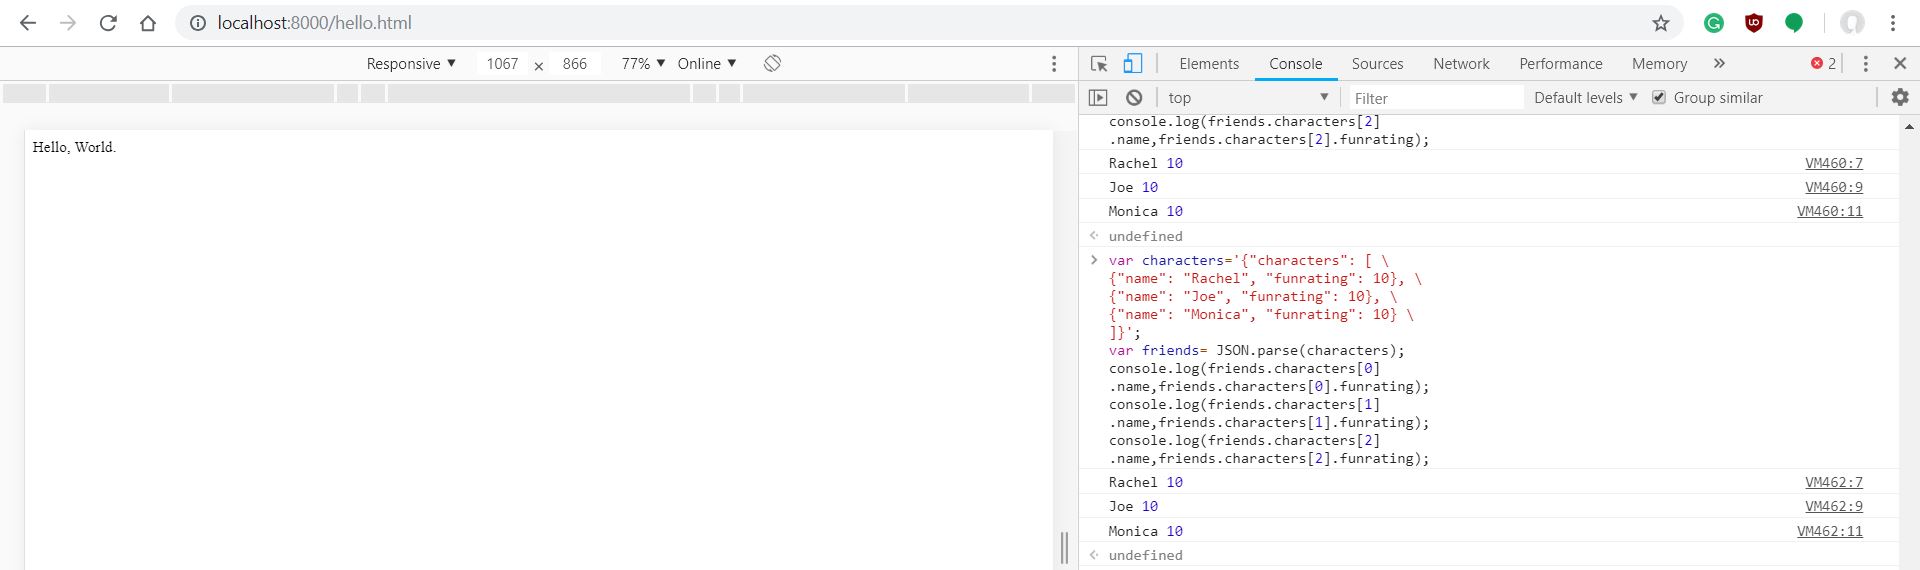 localhost:8000/hello.html
Responsive ▼ 1067 × 866 77% ▼ Online ▼
Elements Console Sources Network Performance Memory » 2
top ▼ Filter Default levels ▼ Group similar
Hello, World.
console.log(friends.characters[2]
.name,friends.characters[2].funrating);
Rachel 10 VM460:7
Joe 10 VM460:9
Monica 10 VM460:11
undefined
var characters='{"characters": [ \
{"name": "Rachel", "funrating": 10}, \
{"name": "Joe", "funrating": 10}, \
{"name": "Monica", "funrating": 10} \
]}';
var friends= JSON.parse(characters);
console.log(friends.characters[0]
.name,friends.characters[0].funrating);
console.log(friends.characters[1]
.name,friends.characters[1].funrating);
console.log(friends.characters[2]
.name,friends.characters[2].funrating);
Rachel 10 VM462:7
Joe 10 VM462:9
Monica 10 VM462:11
undefined